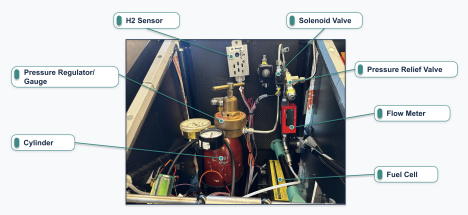 H2 Sensor
Solenoid Valve
Pressure Regulator/
Gauge
Pressure Relief Valve
Flow Meter
Cylinder
Fuel Cell